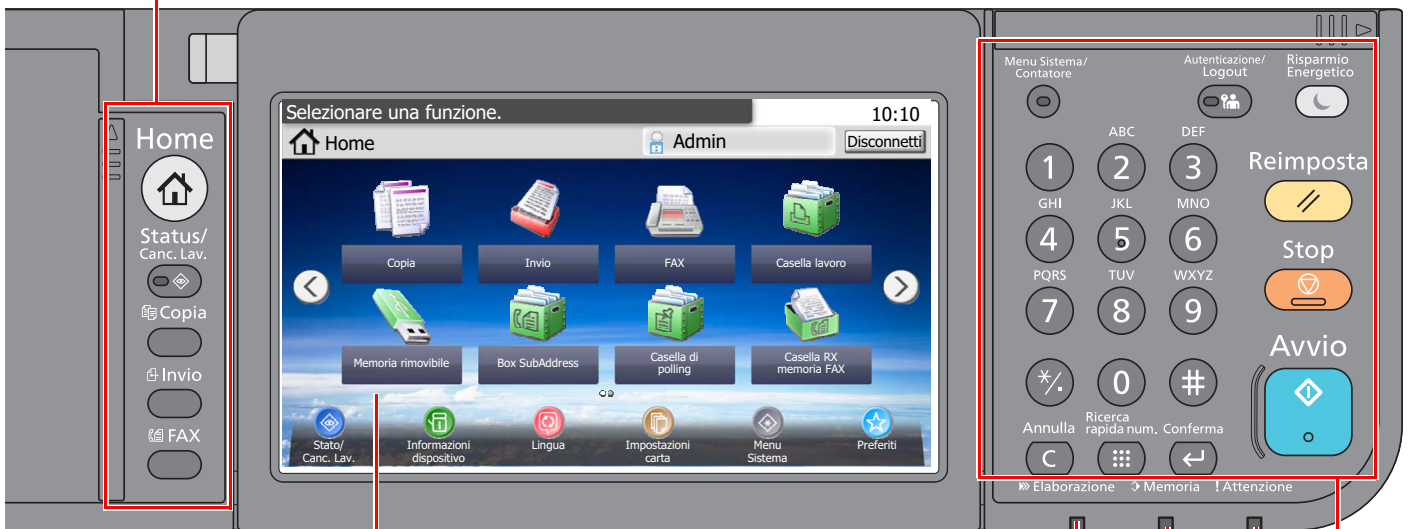 Home
Status/
Canc. Lav.
Copia
Invio
FAX
Selezionare una funzione.
10:10
Home
Admin
Disconnetti
Copia
Invio
FAX
Casella lavoro
Memoria rimovibile
Box SubAddress
Casella di
polling
Casella RX
memoria FAX
Stato/
Canc. Lav.
Informazioni
dispositivo
Lingua
Impostazioni
carta
Menu
Sistema
Preferiti
Menu Sistema/
Contatore
Autenticazione/
Logout
Risparmio
Energetico
ABC DEF
1 2 3
GHI JKL MNO
4 5 6
PQRS TUV WXYZ
7 8 9
*/. 0 #
Annulla
Ricerca
rapida num.
Conferma
C
Reimposta
Stop
Avvio
Elaborazione Memoria ! Attenzione